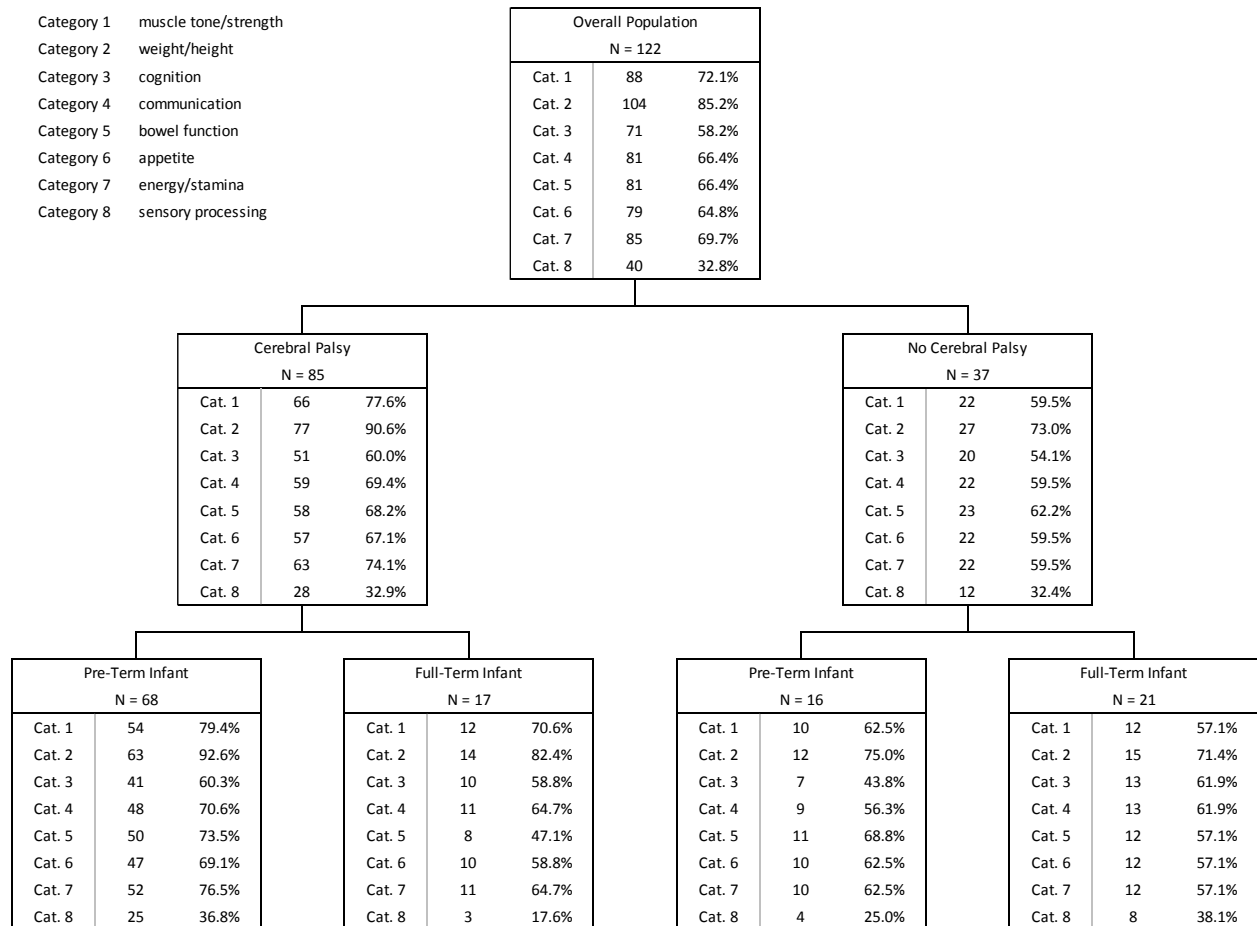 Category 1 muscle tone/strength
Category 2 weight/height
Category 3 cognition
Category 4 communication
Category 5 bowel function
Category 6 appetite
Category 7 energy/stamina
Category 8 sensory processing
Overall Population
N = 122
Cat. 1 88 72.1%
Cat. 2 104 85.2%
Cat. 3 71 58.2%
Cat. 4 81 66.4%
Cat. 5 81 66.4%
Cat. 6 79 64.8%
Cat. 7 85 69.7%
Cat. 8 40 32.8%
Cerebral Palsy
N = 85
Cat. 1 66 77.6%
Cat. 2 77 90.6%
Cat. 3 51 60.0%
Cat. 4 59 69.4%
Cat. 5 58 68.2%
Cat. 6 57 67.1%
Cat. 7 63 74.1%
Cat. 8 28 32.9%
No Cerebral Palsy
N = 37
Cat. 1 22 59.5%
Cat. 2 27 73.0%
Cat. 3 20 54.1%
Cat. 4 22 59.5%
Cat. 5 23 62.2%
Cat. 6 22 59.5%
Cat. 7 22 59.5%
Cat. 8 12 32.4%
Pre-Term Infant
N = 68
Cat. 1 54 79.4%
Cat. 2 63 92.6%
Cat. 3 41 60.3%
Cat. 4 48 70.6%
Cat. 5 50 73.5%
Cat. 6 47 69.1%
Cat. 7 52 76.5%
Cat. 8 25 36.8%
Full-Term Infant
N = 17
Cat. 1 12 70.6%
Cat. 2 14 82.4%
Cat. 3 10 58.8%
Cat. 4 11 64.7%
Cat. 5 8 47.1%
Cat. 6 10 58.8%
Cat. 7 11 64.7%
Cat. 8 3 17.6%
Pre-Term Infant
N = 16
Cat. 1 10 62.5%
Cat. 2 12 75.0%
Cat. 3 7 43.8%
Cat. 4 9 56.3%
Cat. 5 11 68.8%
Cat. 6 10 62.5%
Cat. 7 10 62.5%
Cat. 8 4 25.0%
Full-Term Infant
N = 21
Cat. 1 12 57.1%
Cat. 2 15 71.4%
Cat. 3 13 61.9%
Cat. 4 13 61.9%
Cat. 5 12 57.1%
Cat. 6 12 57.1%
Cat. 7 12 57.1%
Cat. 8 8 38.1%